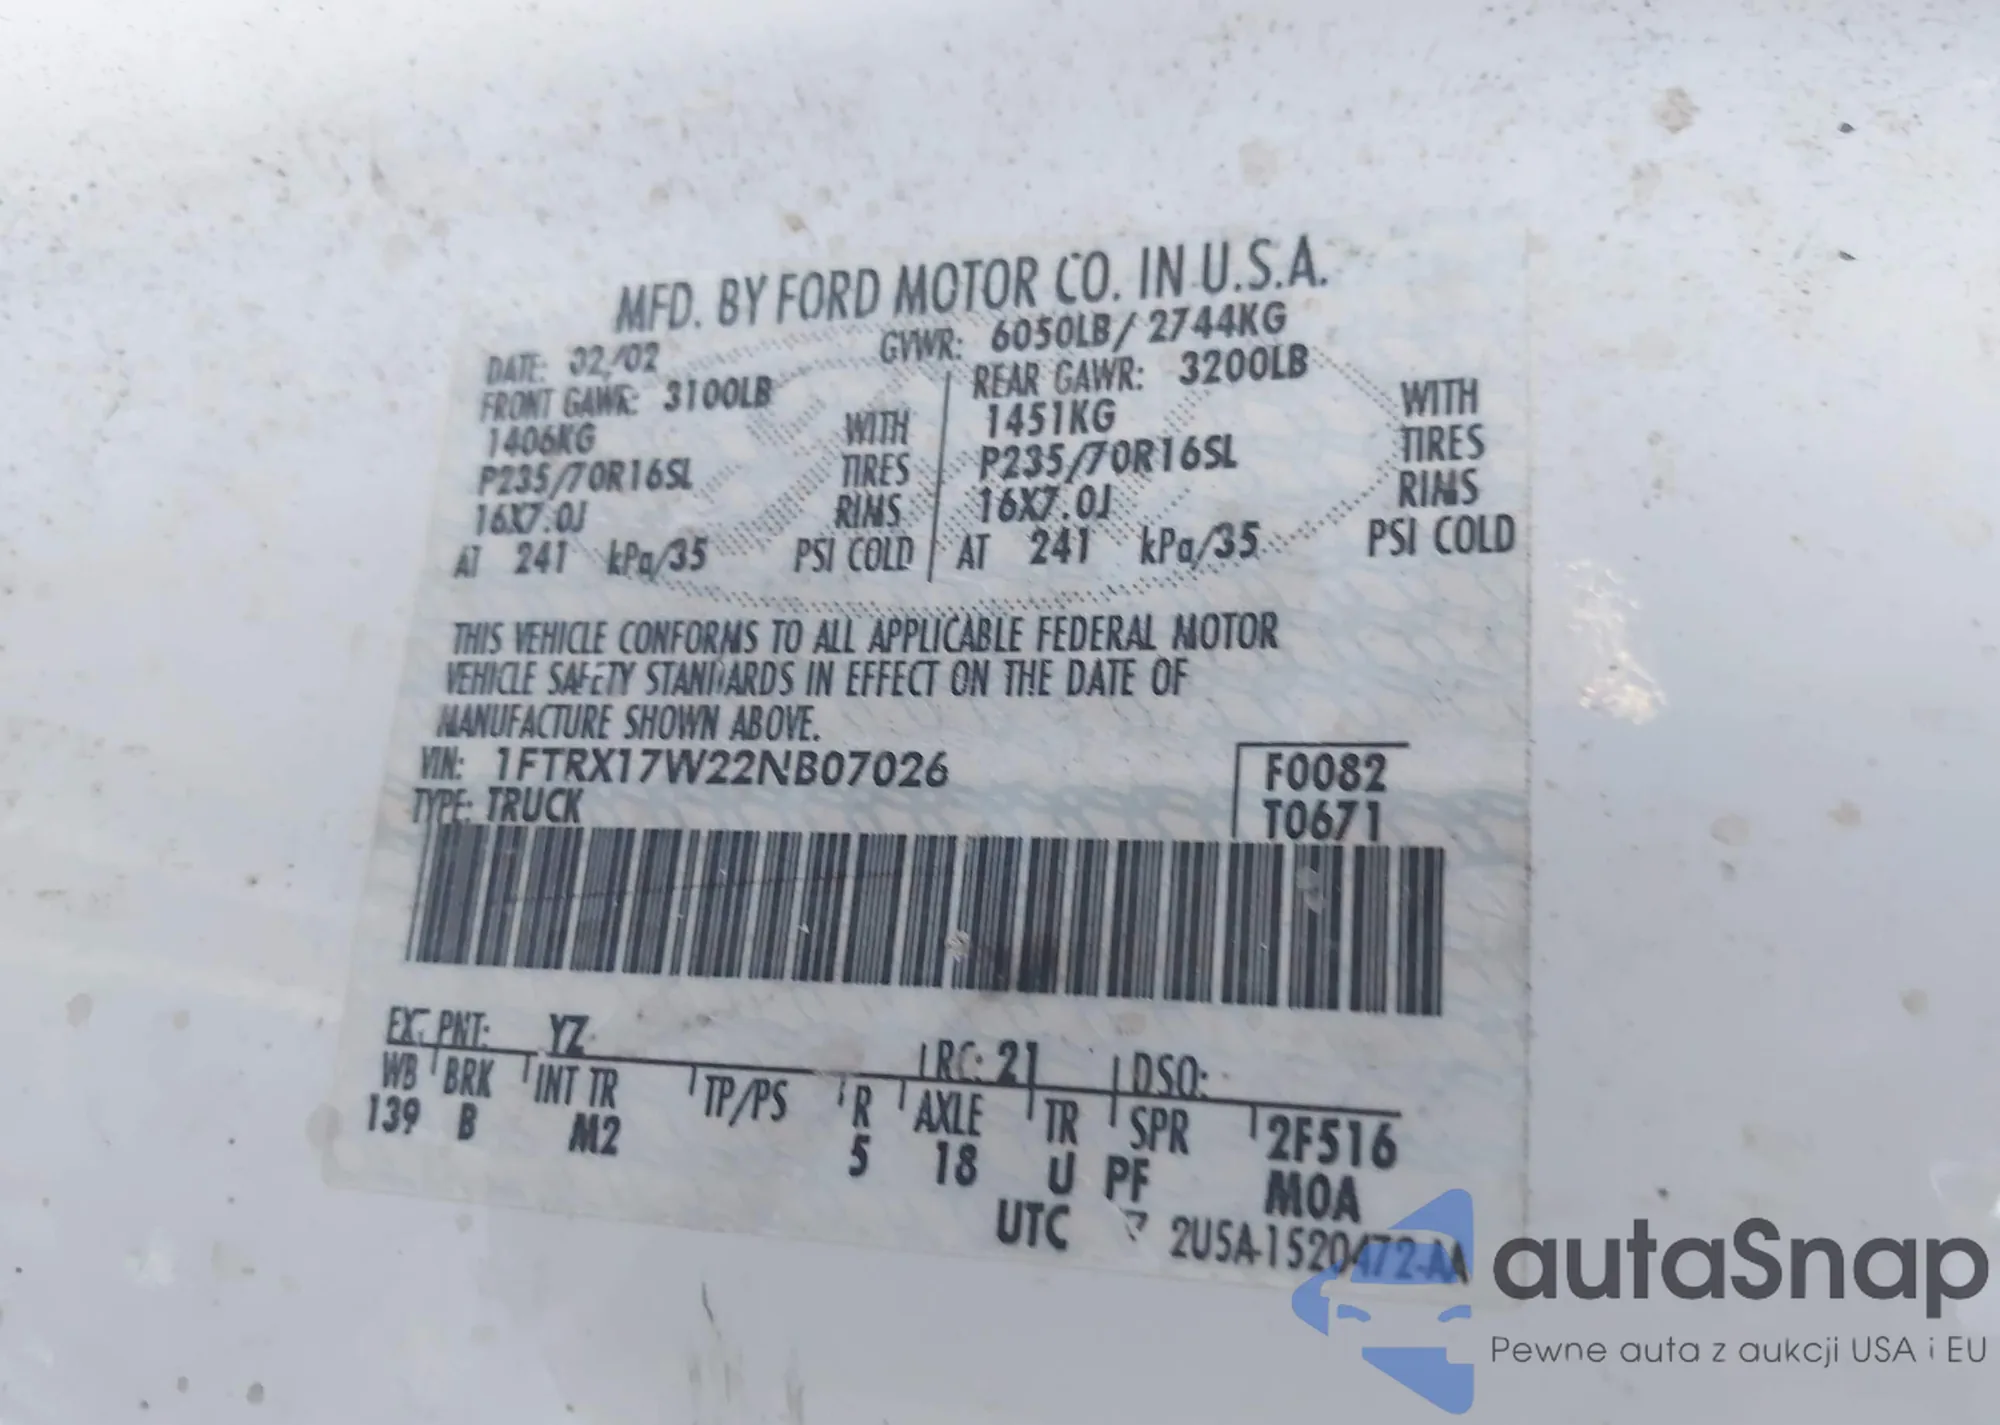 MFD. BY FORD MOTOR CO. IN U.S.A.
DATE: 02/02 GVWR: 6050LB/ 2744KG
FRONT GAWR: 3100LB REAR GAWR: 3200LB
1406KG WITH 1451KG WITH
P235/70R16SL TIRES P235/70R16SL TIRES
16X7.0J RIMS 16X7.0J RIMS
AT 241 kPa/35 PSI COLD AT 241 kPa/35 PSI COLD
THIS VEHICLE CONFORMS TO ALL APPLICABLE FEDERAL MOTOR
VEHICLE SAFETY STANDARDS IN EFFECT ON THE DATE OF
MANUFACTURE SHOWN ABOVE.
VIN: 1FTRX17W22NB07026 F0082
TYPE: TRUCK T0671
EXT PNT: YZ RC: 21 DSO:
WB BRK INT TR TP/PS R AXLE TR SPR 2F516
139 B M2 5 18 U PF M0A
UTC 2U5A-1520472-AA
autaSnap
Pewne auta z aukcji USA i EU